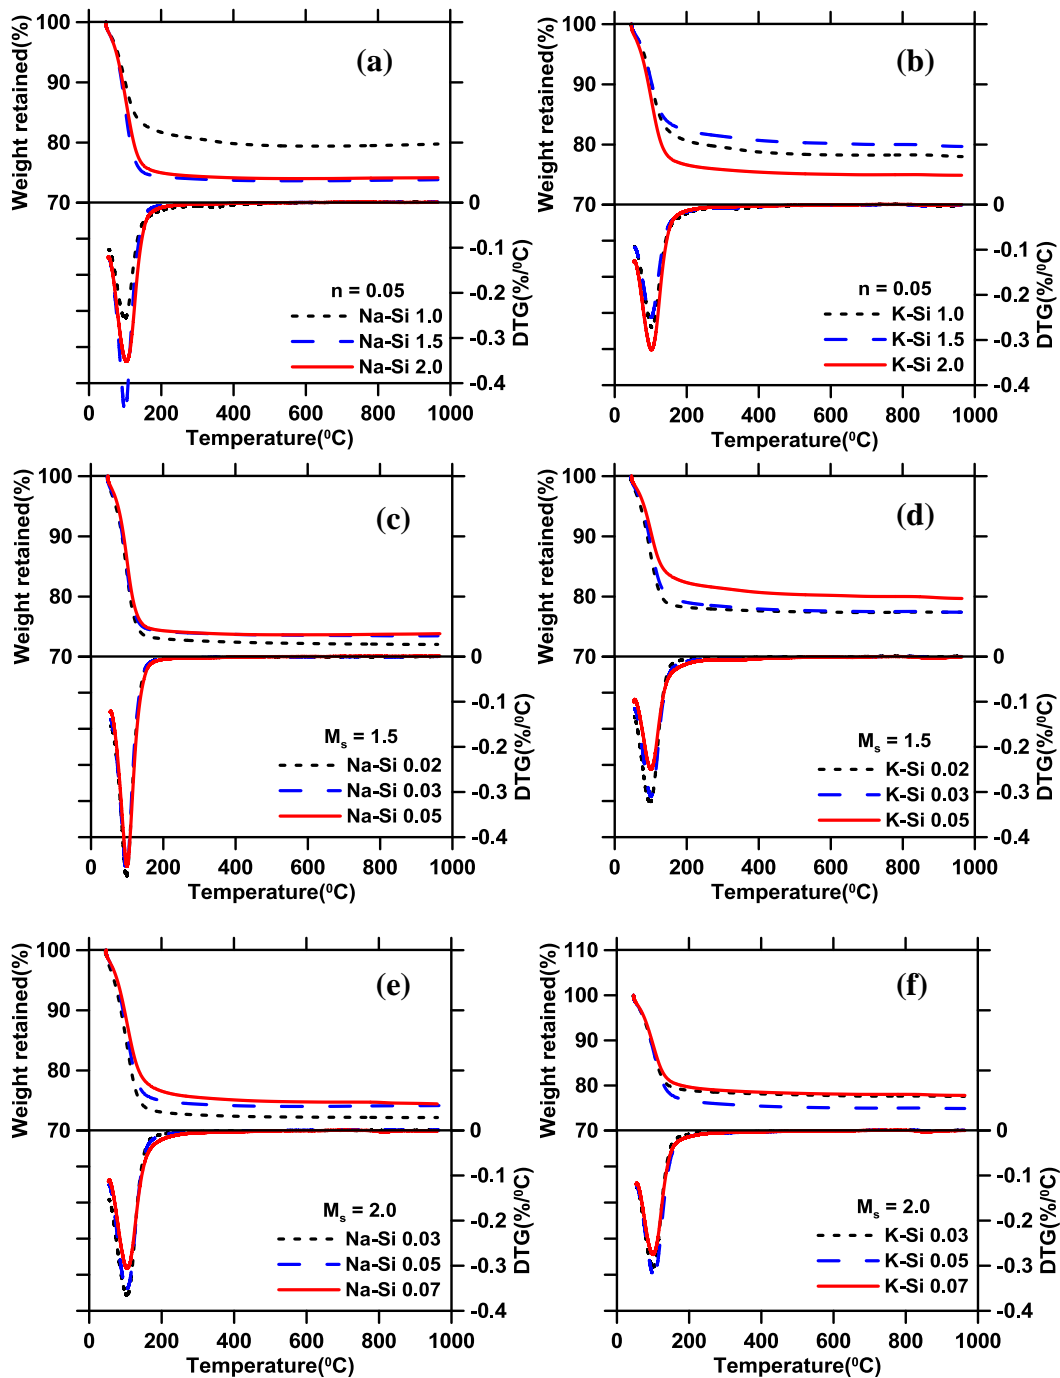 Weight retained(%)
100
90
80
70
(a)
0
-0.1
-0.2
-0.3
-0.4
DTG(%/⁰C)
n = 0.05
Na-Si 1.0
Na-Si 1.5
Na-Si 2.0
0 200 400 600 800 1000
Temperature(⁰C)
Weight retained(%)
100
90
80
70
(b)
0
-0.1
-0.2
-0.3
-0.4
DTG(%/⁰C)
n = 0.05
K-Si 1.0
K-Si 1.5
K-Si 2.0
0 200 400 600 800 1000
Temperature(⁰C)
Weight retained(%)
100
90
80
70
(c)
0
-0.1
-0.2
-0.3
-0.4
DTG(%/⁰C)
Mₛ = 1.5
Na-Si 0.02
Na-Si 0.03
Na-Si 0.05
0 200 400 600 800 1000
Temperature(⁰C)
Weight retained(%)
100
90
80
70
(d)
0
-0.1
-0.2
-0.3
-0.4
DTG(%/⁰C)
Mₛ = 1.5
K-Si 0.02
K-Si 0.03
K-Si 0.05
0 200 400 600 800 1000
Temperature(⁰C)
Weight retained(%)
100
90
80
70
(e)
0
-0.1
-0.2
-0.3
-0.4
DTG(%/⁰C)
Mₛ = 2.0
Na-Si 0.03
Na-Si 0.05
Na-Si 0.07
0 200 400 600 800 1000
Temperature(⁰C)
Weight retained(%)
110
100
90
80
70
(f)
0
-0.1
-0.2
-0.3
-0.4
DTG(%/⁰C)
Mₛ = 2.0
K-Si 0.03
K-Si 0.05
K-Si 0.07
0 200 400 600 800 1000
Temperature(⁰C)